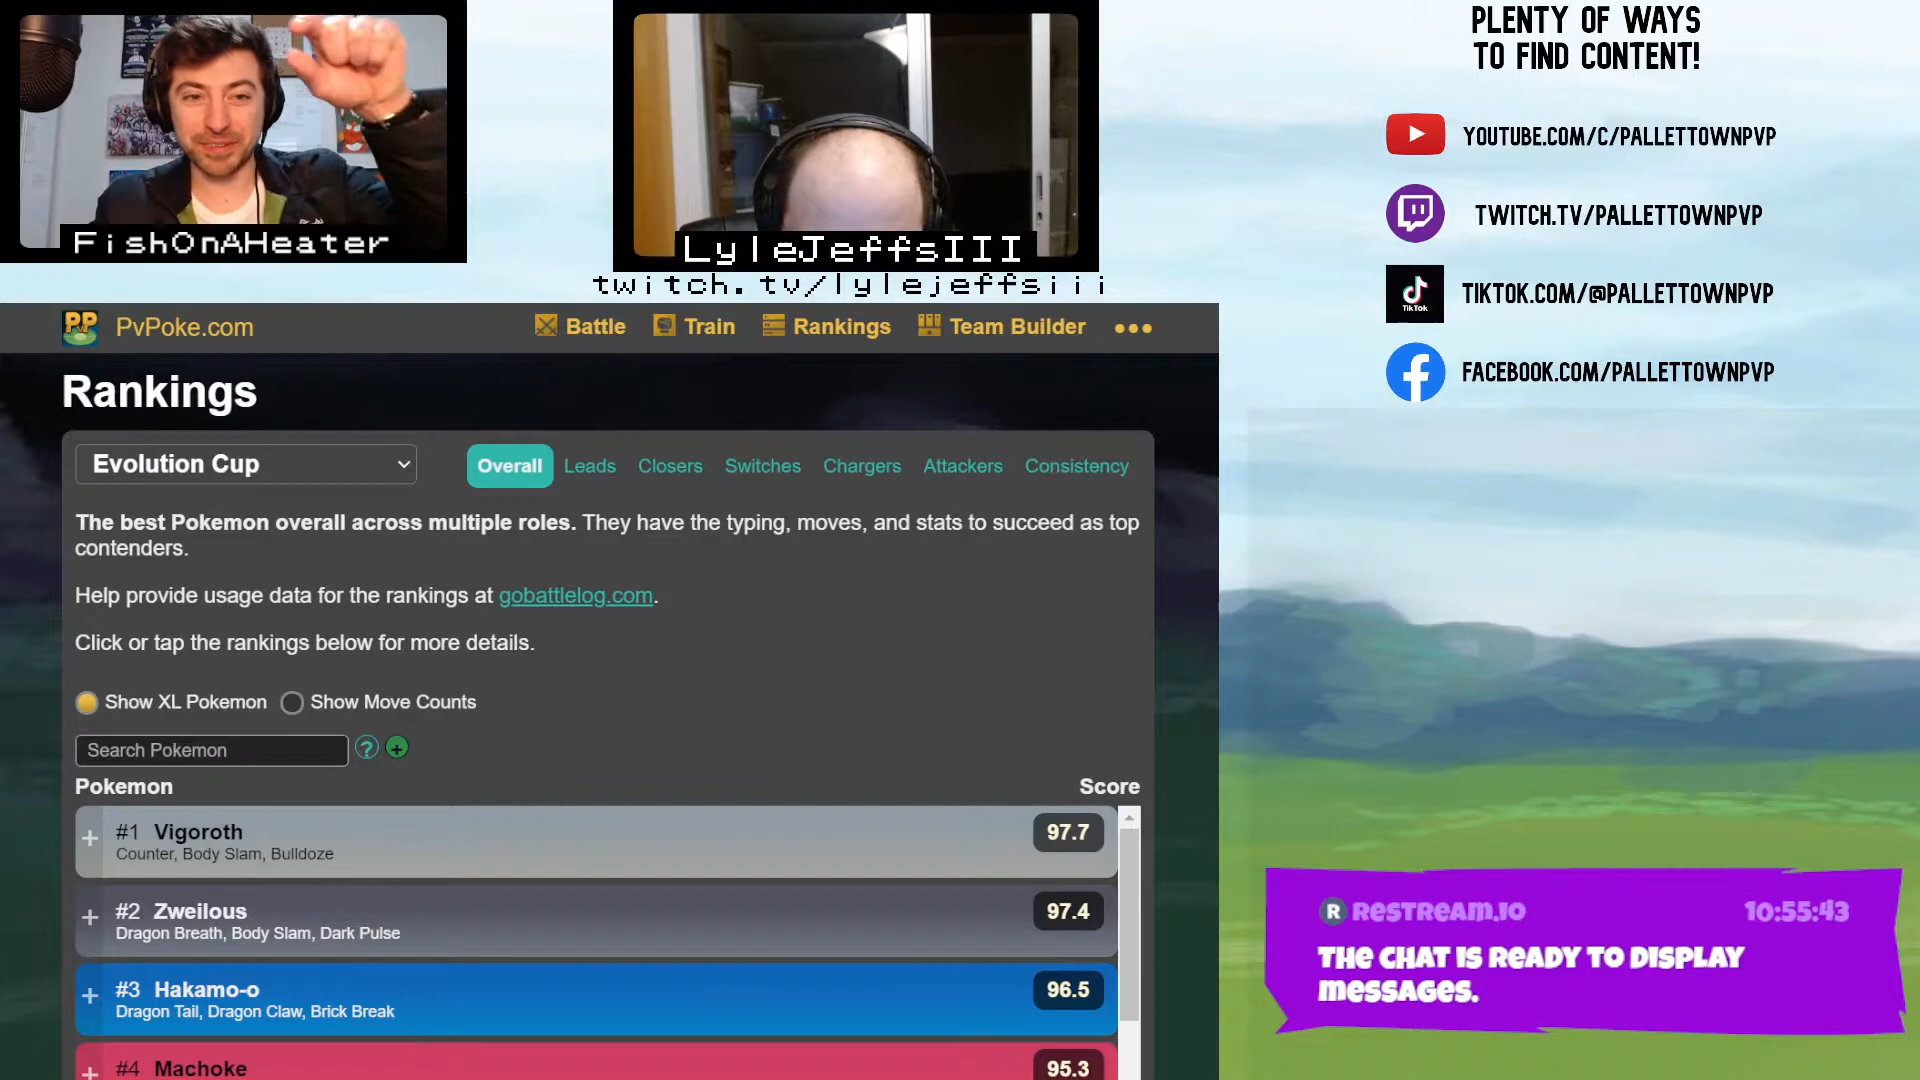 FishOnAHeater
LyleJeffsIII
twitch.tv/lylejeffsiii
PLENTY OF WAYS
TO FIND CONTENT!
YOUTUBE.COM/C/PALLETTOWNPVP
TWITCH.TV/PALLETTOWNPVP
TikTok
TIKTOK.COM/@PALLETTOWNPVP
FACEBOOK.COM/PALLETTOWNPVP
PvPoke.com
Battle
Train
Rankings
Team Builder
Rankings
Evolution Cup
Overall
Leads
Closers
Switches
Chargers
Attackers
Consistency
The best Pokemon overall across multiple roles. They have the typing, moves, and stats to succeed as top
contenders.
Help provide usage data for the rankings at gobattlelog.com.
Click or tap the rankings below for more details.
Show XL Pokemon
Show Move Counts
Search Pokemon
?
+
Pokemon
Score
+ #1 Vigoroth 97.7
Counter, Body Slam, Bulldoze
+ #2 Zweilous 97.4
Dragon Breath, Body Slam, Dark Pulse
+ #3 Hakamo-o 96.5
Dragon Tail, Dragon Claw, Brick Break
+ #4 Machoke 95.3
R Restream.io 10:55:43
The chat is ready to display
messages.